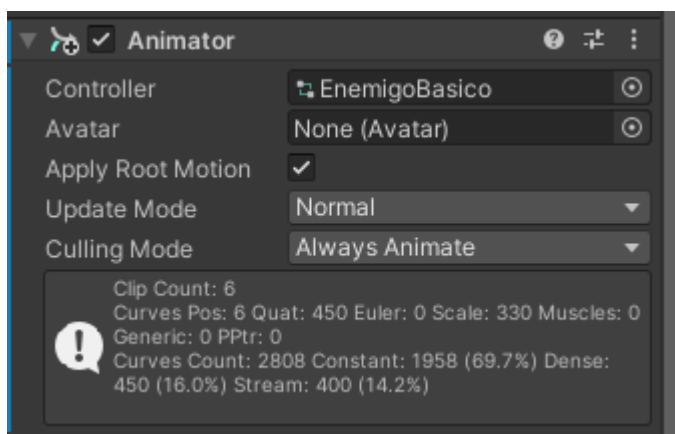 Animator
Controller EnemigoBasico
Avatar None (Avatar)
Apply Root Motion
Update Mode Normal
Culling Mode Always Animate
Clip Count: 6
Curves Pos: 6 Quat: 450 Euler: 0 Scale: 330 Muscles: 0
Generic: 0 PPtr: 0
Curves Count: 2808 Constant: 1958 (69.7%) Dense:
450 (16.0%) Stream: 400 (14.2%)